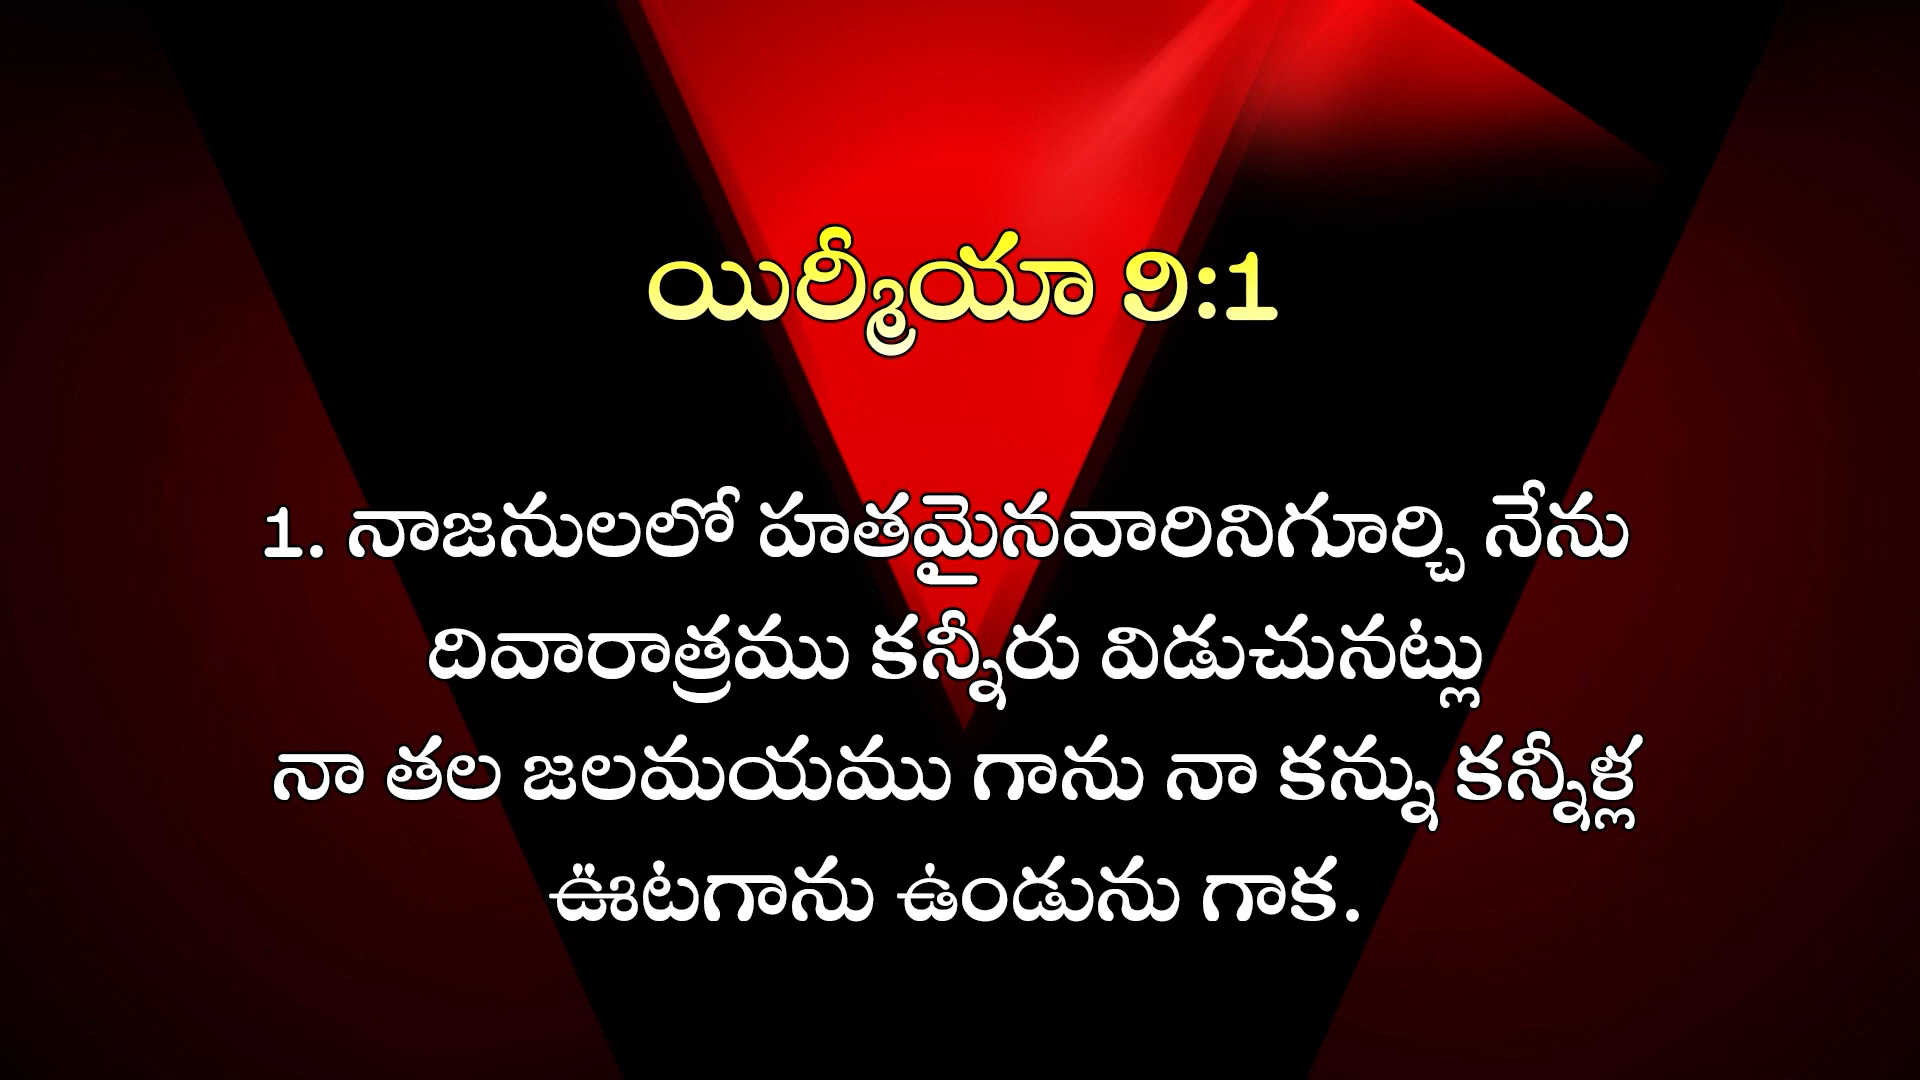 యిర్మీయా 9:1
1. నాజనులలో హతమైనవారినిగూర్చి నేను
దివారాత్రము కన్నీరు విడుచునట్లు
నా తల జలమయము గాను నా కన్ను కన్నీళ్ల
ఊటగాను ఉండును గాక.